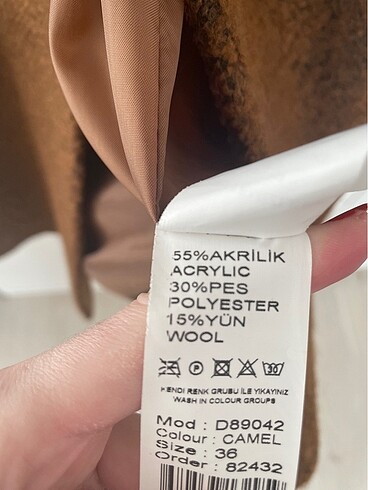 55%AKRİLİK
ACRYLIC
30%PES
POLYESTER
15%YÜN
WOOL
KENDI RENK GRUBU İLE YIKAYINIZ
WASH IN COLOUR GROUPS
Mod : D89042
Colour : CAMEL
Size : 36
Order : 82432